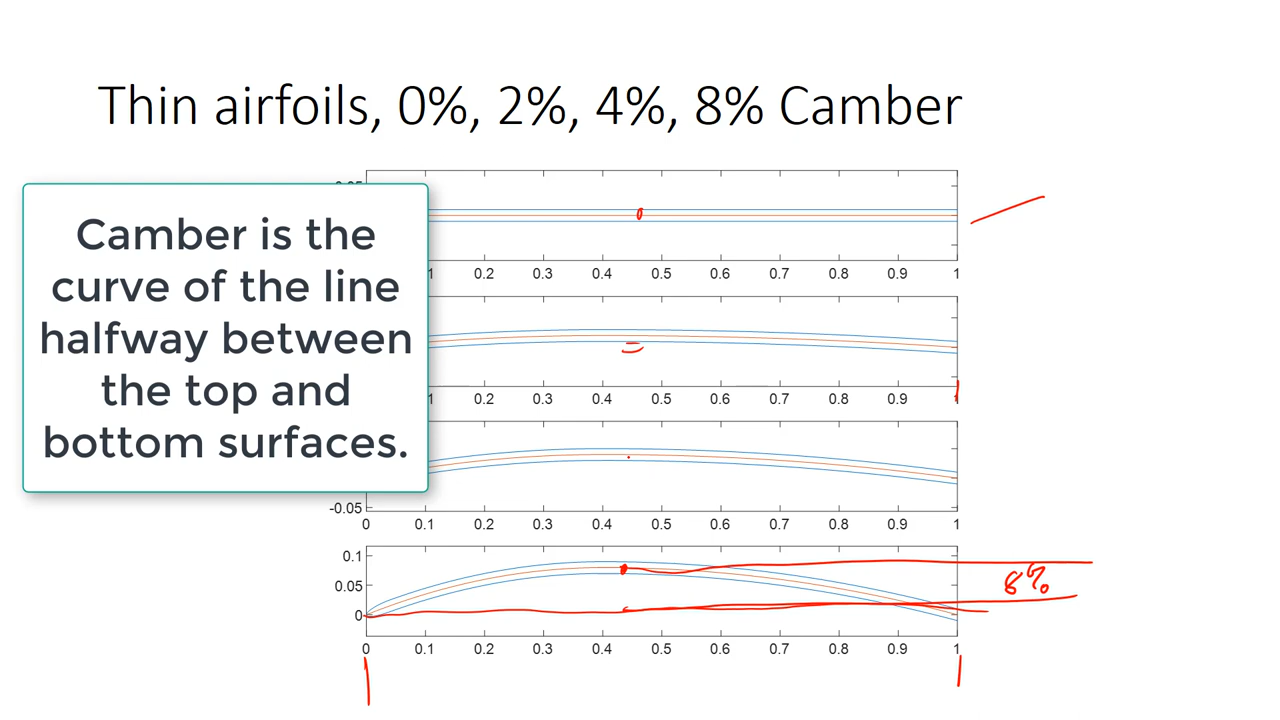 Thin airfoils, 0%, 2%, 4%, 8% Camber
Camber is the
curve of the line
halfway between
the top and
bottom surfaces.
0
1 0.2 0.3 0.4 0.5 0.6 0.7 0.8 0.9 1
1 0.2 0.3 0.4 0.5 0.6 0.7 0.8 0.9 1
-0.05
0 0.1 0.2 0.3 0.4 0.5 0.6 0.7 0.8 0.9 1
0.1
0.05
0
8%
0 0.1 0.2 0.3 0.4 0.5 0.6 0.7 0.8 0.9 1